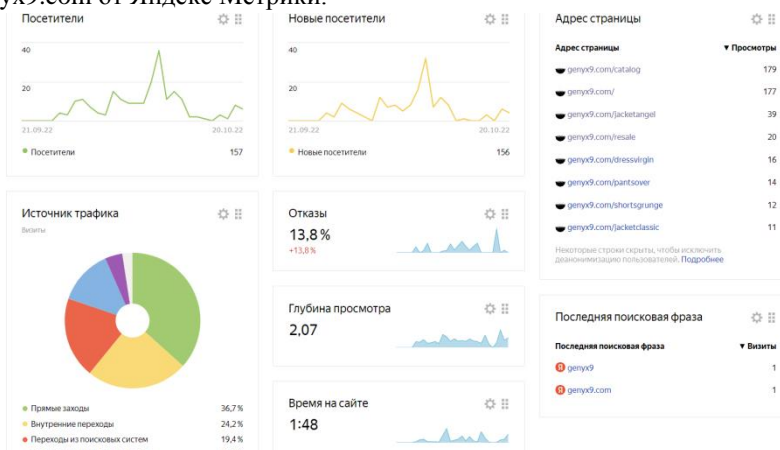 ух9.com от Яндекс Метрики.
Посетители
40
20
21.09.22 20.10.22
Посетители 157
Новые посетители
40
20
21.09.22 20.10.22
Новые посетители 156
Адрес страницы
Адрес страницы ▼ Просмотры
genyx9.com/catalog 179
genyx9.com/ 177
genyx9.com/jacketangel 39
genyx9.com/resale 20
genyx9.com/dressvirgin 16
genyx9.com/pantsover 14
genyx9.com/shortsgrunge 12
genyx9.com/jacketclassic 11
Некоторые строки скрыты, чтобы исключить
деанонимизацию пользователей. Подробнее
Источник трафика
Визиты
Прямые заходы 36,7 %
Внутренние переходы 24,2 %
Переходы из поисковых систем 19,4 %
Отказы
13,8 %
+13,8 %
Глубина просмотра
2,07
Время на сайте
1:48
Последняя поисковая фраза
Последняя поисковая фраза ▼ Визиты
Я genyx9 1
Я genyx9.com 1